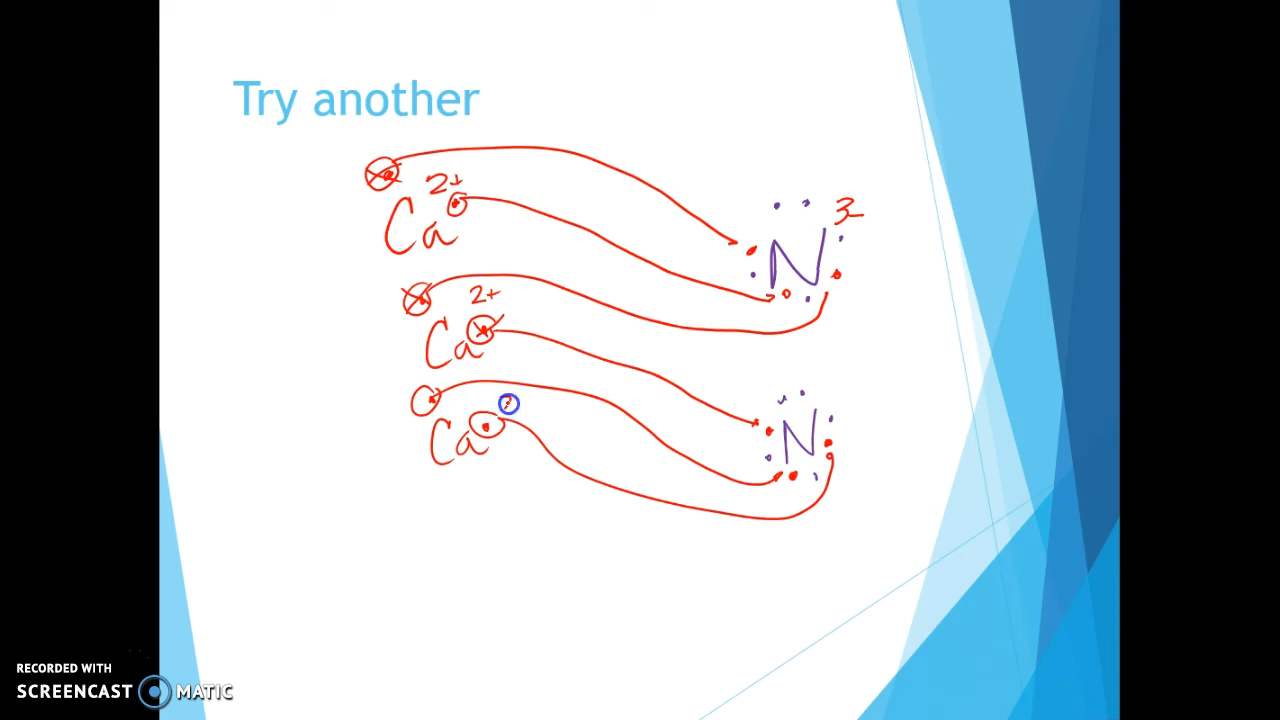 Try another
2+
Ca
3-
N
2+
Ca
Ca
N
RECORDED WITH
SCREENCAST MATIC